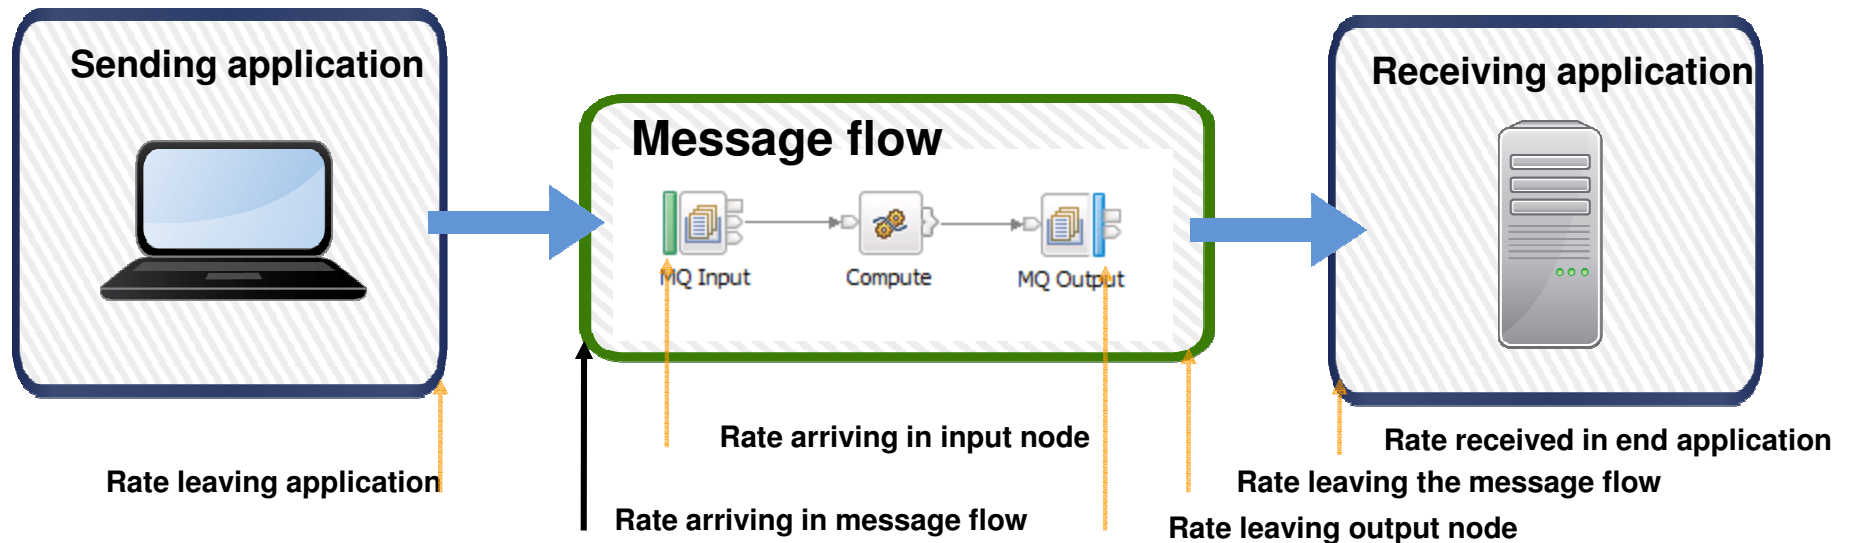 Sending application
Message flow
Receiving application
MQ Input
Compute
MQ Output
Rate arriving in input node
Rate received in end application
Rate leaving application
Rate leaving the message flow
Rate arriving in message flow
Rate leaving output node